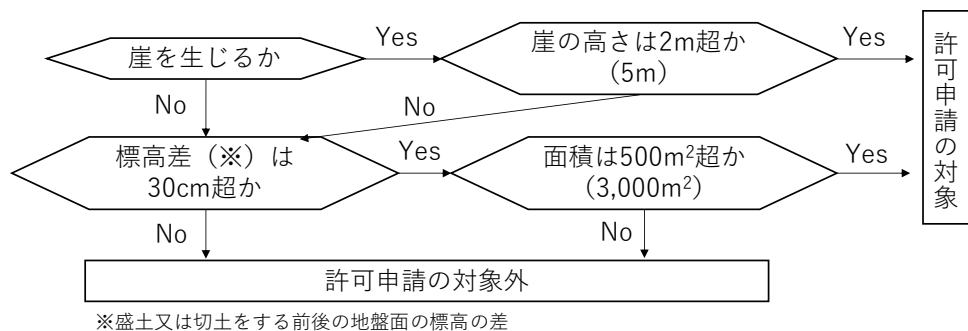 崖を生じるか
Yes
崖の高さは2m超か
(5m)
Yes
許可申請の対象
No
No
標高差（※）は
30cm超か
Yes
面積は500m²超か
(3,000m²)
Yes
No
No
許可申請の対象外
※盛土又は切土をする前後の地盤面の標高の差